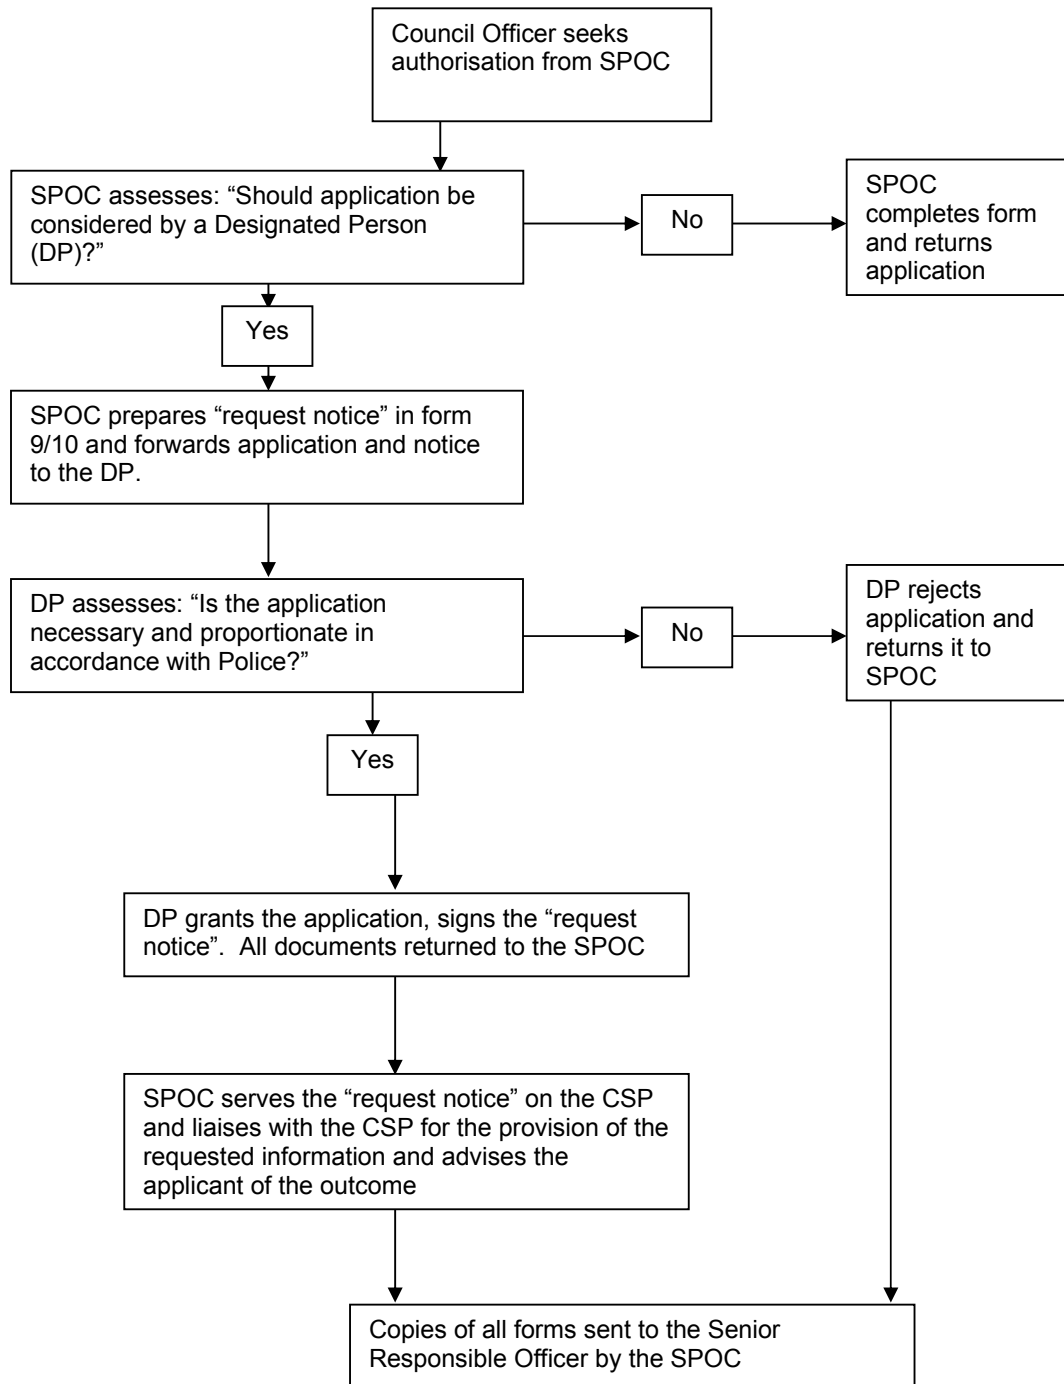 Council Officer seeks
authorisation from SPOC
SPOC assesses: “Should application be
considered by a Designated Person
(DP)?”
No
SPOC
completes form
and returns
application
Yes
SPOC prepares “request notice” in form
9/10 and forwards application and notice
to the DP.
DP assesses: “Is the application
necessary and proportionate in
accordance with Police?”
No
DP rejects
application and
returns it to
SPOC
Yes
DP grants the application, signs the “request
notice”.  All documents returned to the SPOC
SPOC serves the “request notice” on the CSP
and liaises with the CSP for the provision of the
requested information and advises the
applicant of the outcome
Copies of all forms sent to the Senior
Responsible Officer by the SPOC